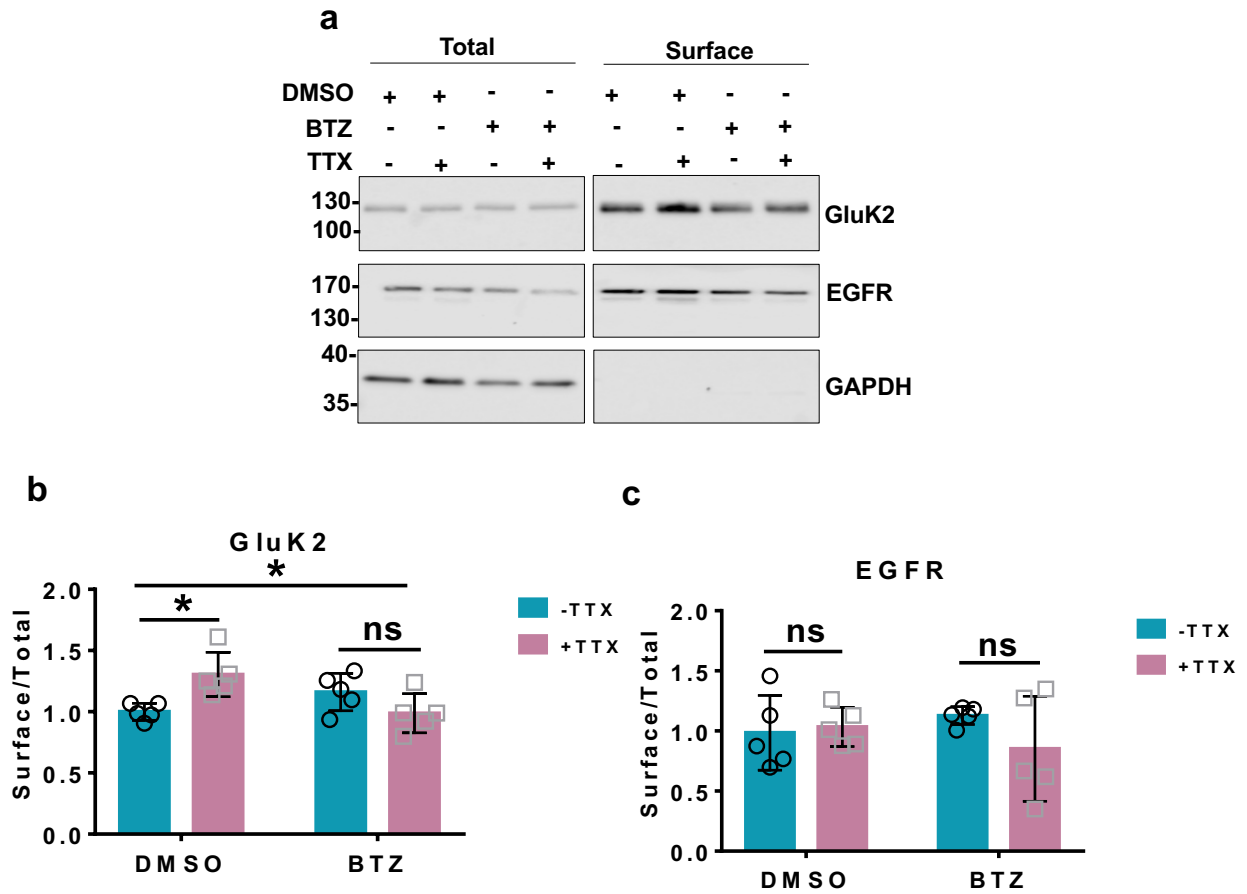 a
Total Surface
DMSO + + - - + + - -
BTZ - - + + - - + +
TTX - + - + - + - +
130-
100-
GluK2
170-
130-
EGFR
40-
35-
GAPDH
b
GluK2
*
*
ns
2.0
1.5
1.0
0.5
0.0
Surface/Total
DMSO BTZ
-TTX
+TTX
c
EGFR
ns ns
2.0
1.5
1.0
0.5
0.0
Surface/Total
DMSO BTZ
-TTX
+TTX